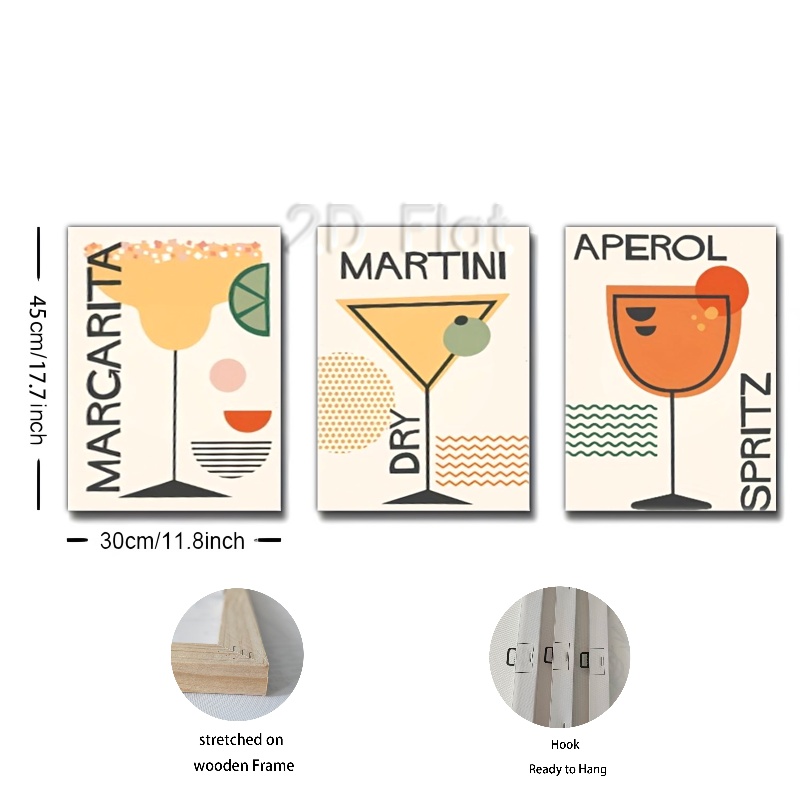 2D Flat
MARGARITA
MARTINI
DRY
APEROL
SPRITZ
45cm/17.7inch
30cm/11.8inch
stretched on
wooden Frame
Hook
Ready to Hang